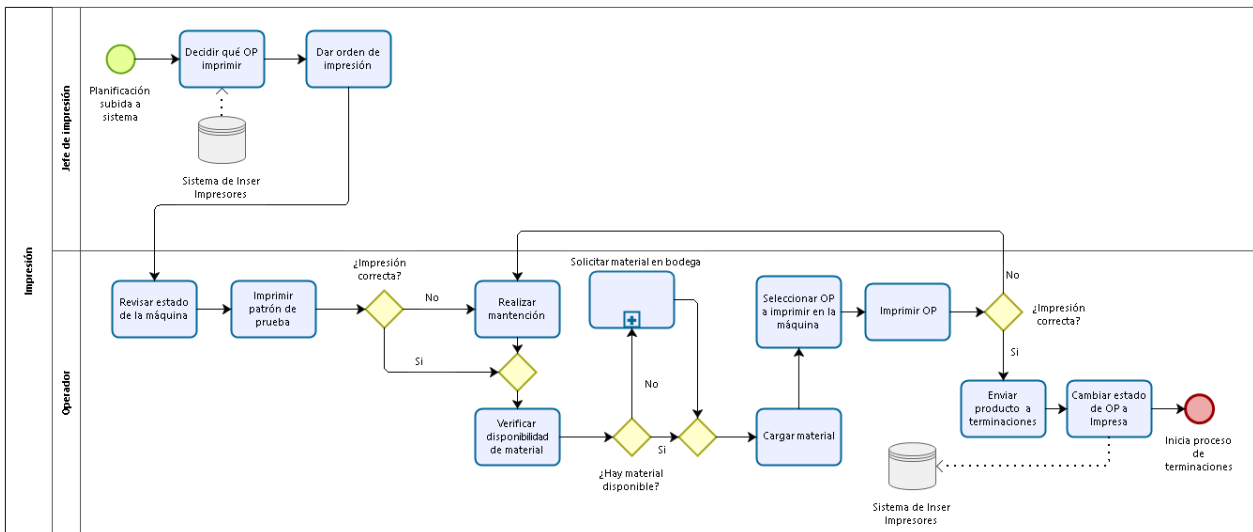 Impresión
Jefe de impresión
Planificación
subida a
sistema
Decidir qué OP
imprimir
Dar orden de
impresión
Sistema de Inser
Impresores
Operador
Revisar estado
de la máquina
Imprimir
patrón de
prueba
¿Impresión
correcta?
No
Si
Realizar
mantención
Verificar
disponibilidad
de material
Solicitar material en bodega
No
Si
¿Hay material
disponible?
Cargar material
Seleccionar OP
a imprimir en la
máquina
Imprimir OP
No
¿Impresión
correcta?
Si
Enviar
producto a
terminaciones
Cambiar estado
de OP a
Impresa
Inicia proceso
de
terminaciones
Sistema de Inser
Impresores